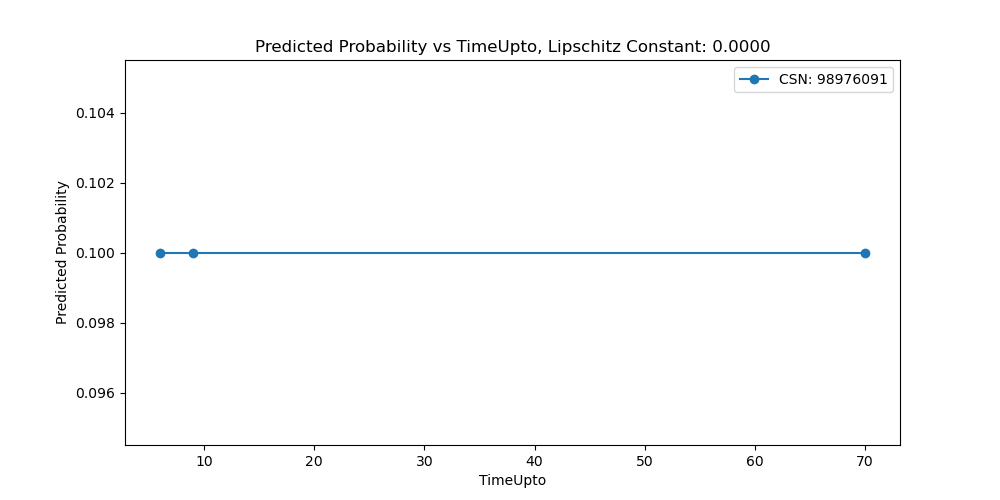 Predicted Probability vs TimeUpto, Lipschitz Constant: 0.0000
CSN: 98976091
0.104
0.102
0.100
0.098
0.096
Predicted Probability
10 20 30 40 50 60 70
TimeUpto